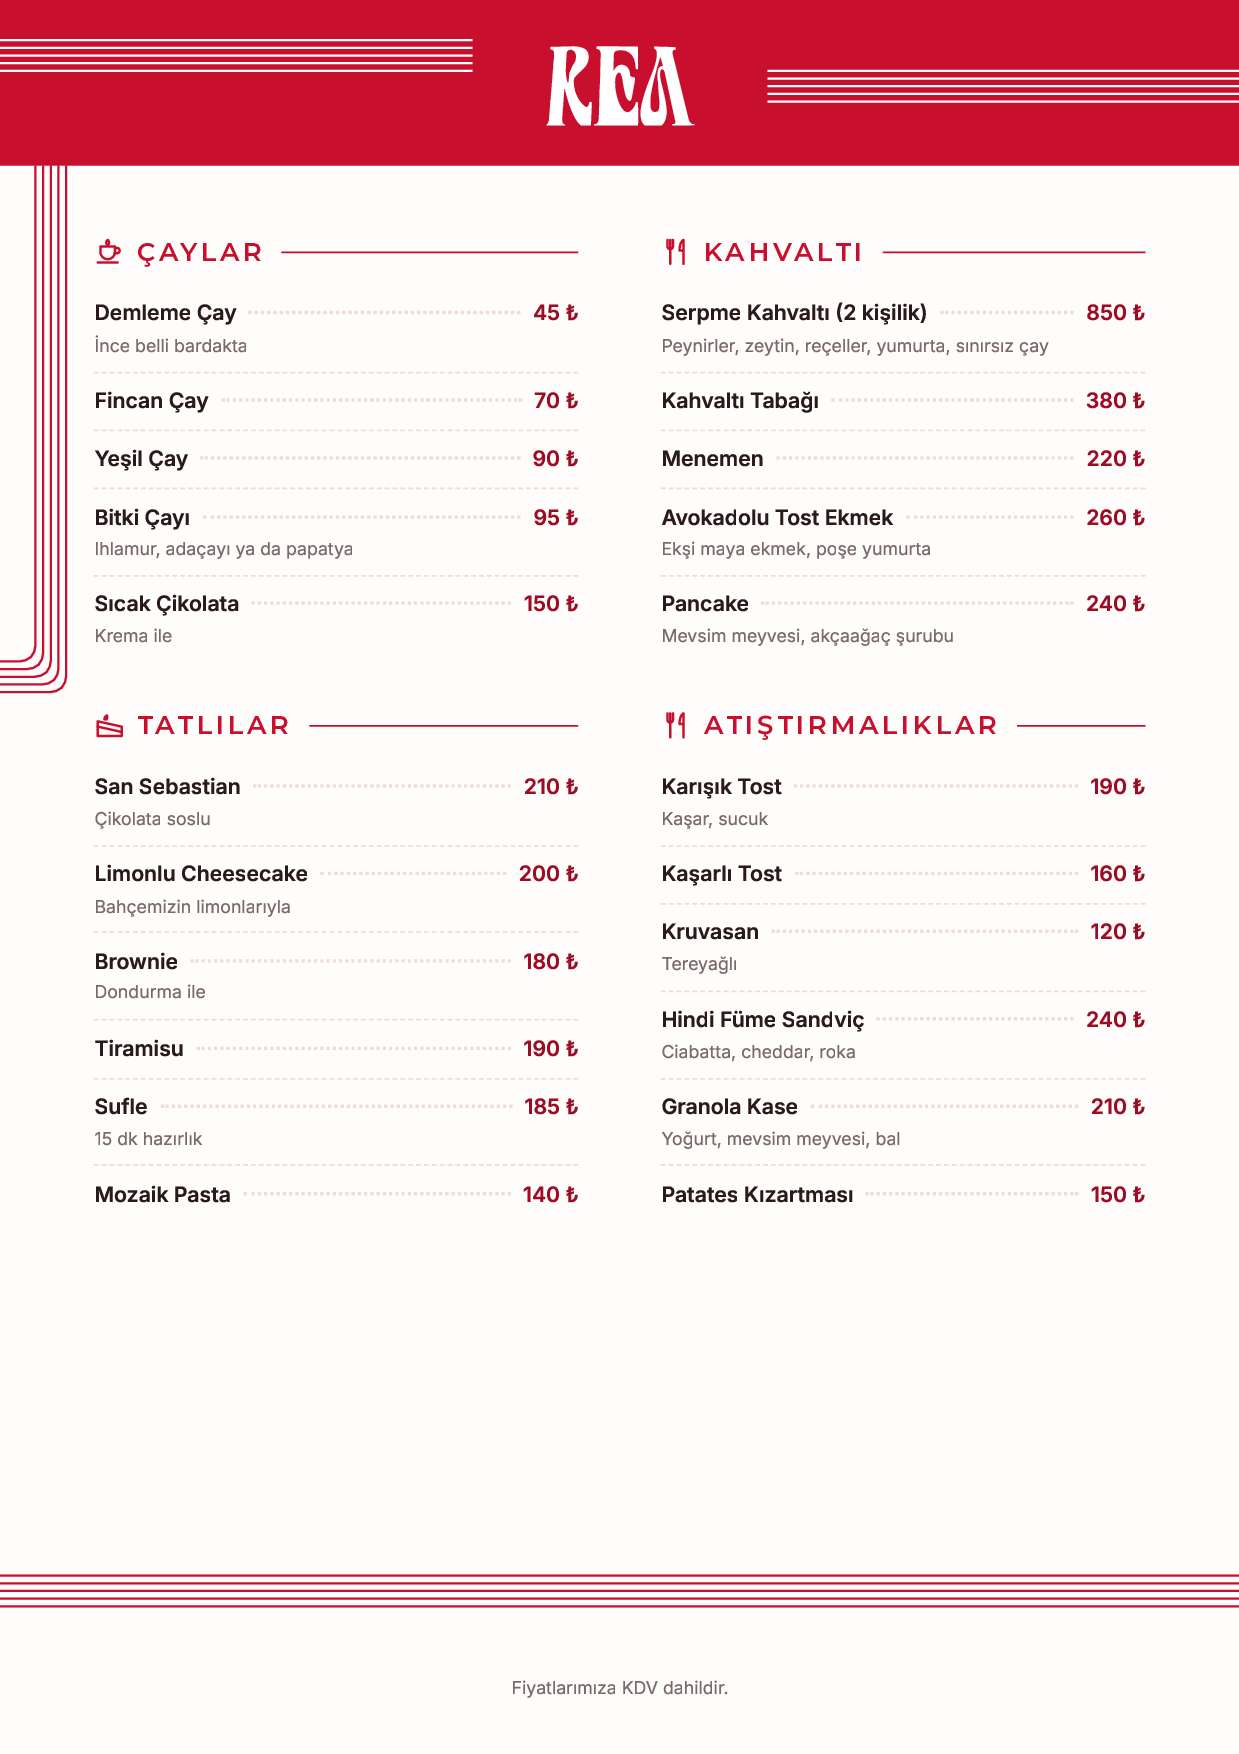 REA
ÇAYLAR
Demleme Çay 45 ₺
İnce belli bardakta
Fincan Çay 70 ₺
Yeşil Çay 90 ₺
Bitki Çayı 95 ₺
Ihlamur, adaçayı ya da papatya
Sıcak Çikolata 150 ₺
Krema ile
TATLILAR
San Sebastian 210 ₺
Çikolata soslu
Limonlu Cheesecake 200 ₺
Bahçemizin limonlarıyla
Brownie 180 ₺
Dondurma ile
Tiramisu 190 ₺
Sufle 185 ₺
15 dk hazırlık
Mozaik Pasta 140 ₺
KAHVALTI
Serpme Kahvaltı (2 kişilik) 850 ₺
Peynirler, zeytin, reçeller, yumurta, sınırsız çay
Kahvaltı Tabağı 380 ₺
Menemen 220 ₺
Avokadolu Tost Ekmek 260 ₺
Ekşi maya ekmek, poşe yumurta
Pancake 240 ₺
Mevsim meyvesi, akçaağaç şurubu
ATIŞTIRMALIKLAR
Karışık Tost 190 ₺
Kaşar, sucuk
Kaşarlı Tost 160 ₺
Kruvasan 120 ₺
Tereyağlı
Hindi Füme Sandviç 240 ₺
Ciabatta, cheddar, roka
Granola Kase 210 ₺
Yoğurt, mevsim meyvesi, bal
Patates Kızartması 150 ₺
Fiyatlarımıza KDV dahildir.